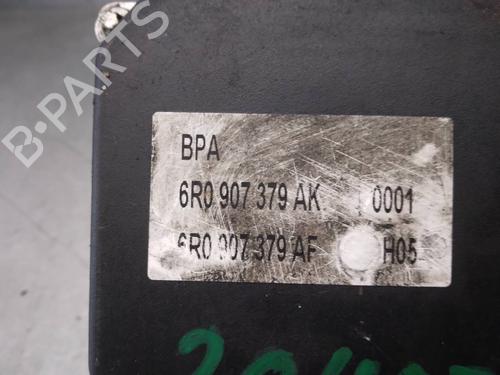 B-PARTS
BPA
6R0 907 379 AK 0001
6R0 907 379 AF H05